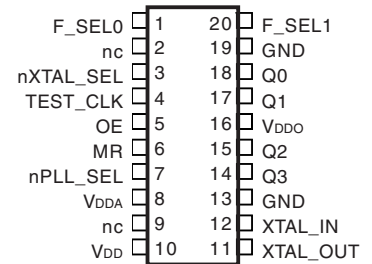 F_SEL0 1 20 F_SEL1
nc 2 19 GND
nXTAL_SEL 3 18 Q0
TEST_CLK 4 17 Q1
OE 5 16 VDDO
MR 6 15 Q2
nPLL_SEL 7 14 Q3
VDDA 8 13 GND
nc 9 12 XTAL_IN
VDD 10 11 XTAL_OUT